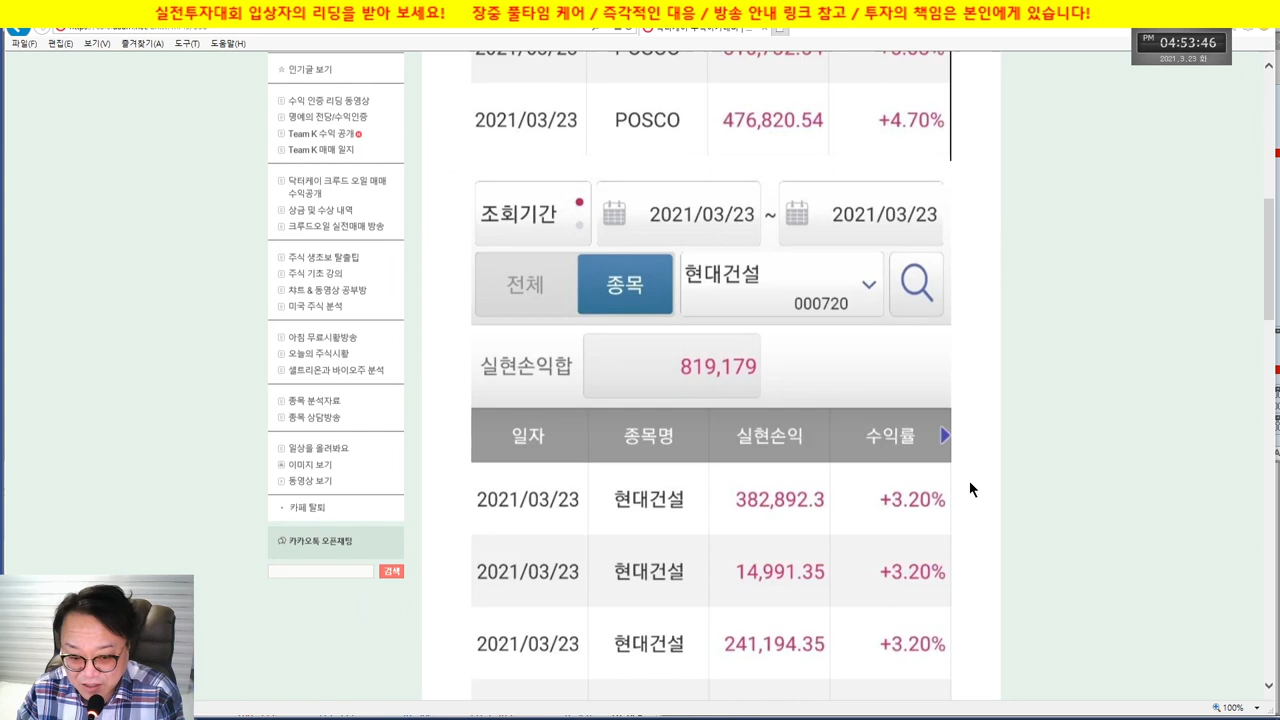 실전투자대회 입상자의 리딩을 받아 보세요! 장중 풀타임 케어 / 즉각적인 대응 / 방송 안내 링크 참고 / 투자의 책임은 본인에게 있습니다!
파일(F) 편집(E) 보기(V) 즐겨찾기(A) 도구(T) 도움말(H)
PM 04:53:46
2021.3.23 화
인기글 보기
수익 인증 리딩 동영상
명예의 전당/수익인증
Team K 수익 공개
Team K 매매 일지
닥터케이 크루드 오일 매매
수익공개
상금 및 수상 내역
크루드오일 실전매매 방송
주식 생초보 탈출팁
주식 기초 강의
챠트 & 동영상 공부방
미국 주식 분석
아침 무료시황방송
오늘의 주식시황
셀트리온과 바이오주 분석
종목 분석자료
종목 상담방송
일상을 올려봐요
이미지 보기
동영상 보기
카페 탈퇴
카카오톡 오픈채팅
검색
2021/03/23 POSCO 476,820.54 +4.70%
조회기간 2021/03/23 ~ 2021/03/23
전체 종목 현대건설
000720
실현손익합 819,179
일자 종목명 실현손익 수익률
2021/03/23 현대건설 382,892.3 +3.20%
2021/03/23 현대건설 14,991.35 +3.20%
2021/03/23 현대건설 241,194.35 +3.20%
100%